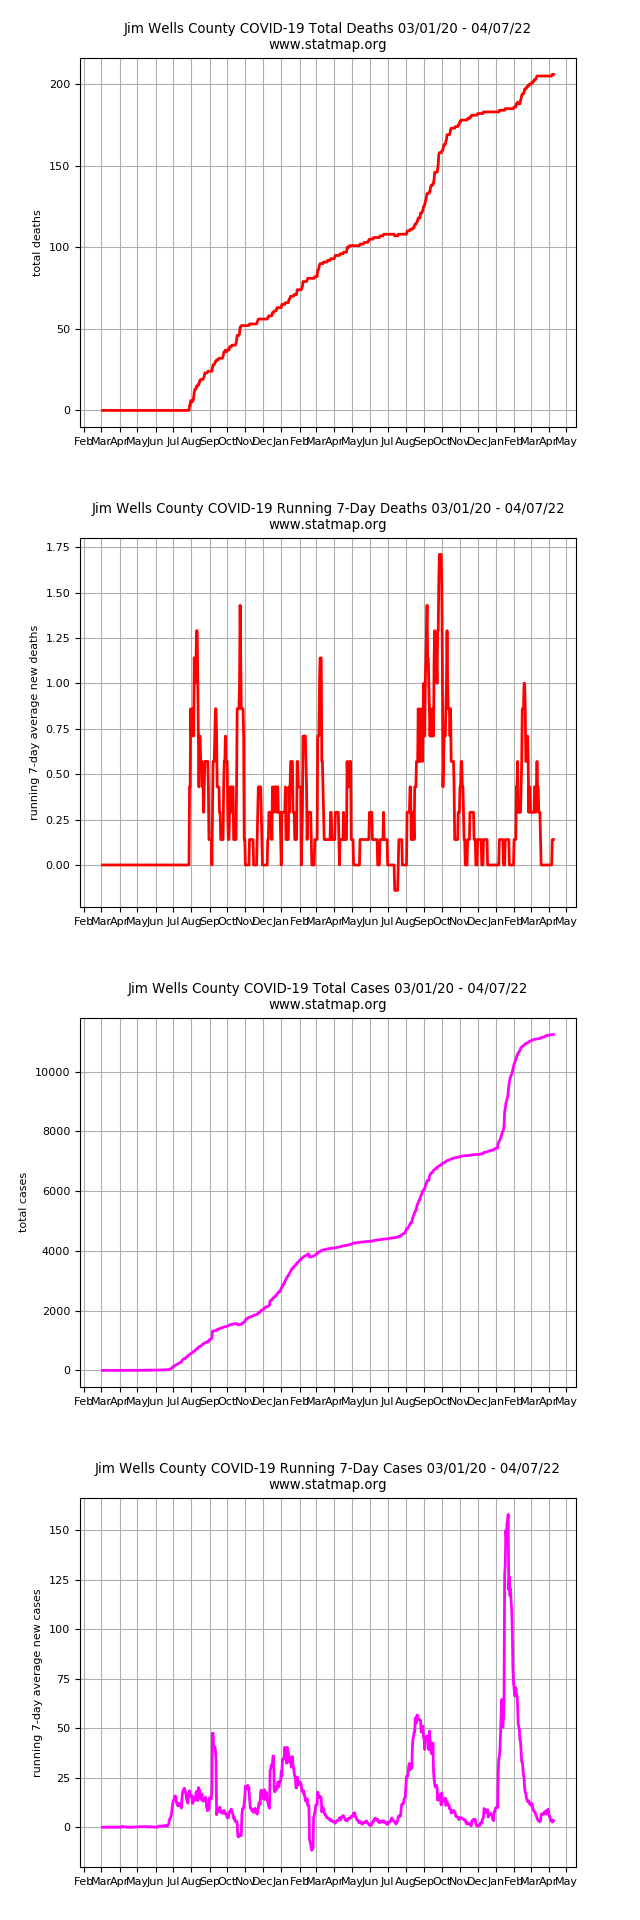 Jim Wells County COVID-19 Total Deaths 03/01/20 - 04/07/22
www.statmap.org
total deaths
200
150
100
50
0
Feb Mar Apr May Jun Jul Aug Sep Oct Nov Dec Jan Feb Mar Apr May Jun Jul Aug Sep Oct Nov Dec Jan Feb Mar Apr May
Jim Wells County COVID-19 Running 7-Day Deaths 03/01/20 - 04/07/22
www.statmap.org
running 7-day average new deaths
1.75
1.50
1.25
1.00
0.75
0.50
0.25
0.00
Feb Mar Apr May Jun Jul Aug Sep Oct Nov Dec Jan Feb Mar Apr May Jun Jul Aug Sep Oct Nov Dec Jan Feb Mar Apr May
Jim Wells County COVID-19 Total Cases 03/01/20 - 04/07/22
www.statmap.org
total cases
10000
8000
6000
4000
2000
0
Feb Mar Apr May Jun Jul Aug Sep Oct Nov Dec Jan Feb Mar Apr May Jun Jul Aug Sep Oct Nov Dec Jan Feb Mar Apr May
Jim Wells County COVID-19 Running 7-Day Cases 03/01/20 - 04/07/22
www.statmap.org
running 7-day average new cases
150
125
100
75
50
25
0
Feb Mar Apr May Jun Jul Aug Sep Oct Nov Dec Jan Feb Mar Apr May Jun Jul Aug Sep Oct Nov Dec Jan Feb Mar Apr May